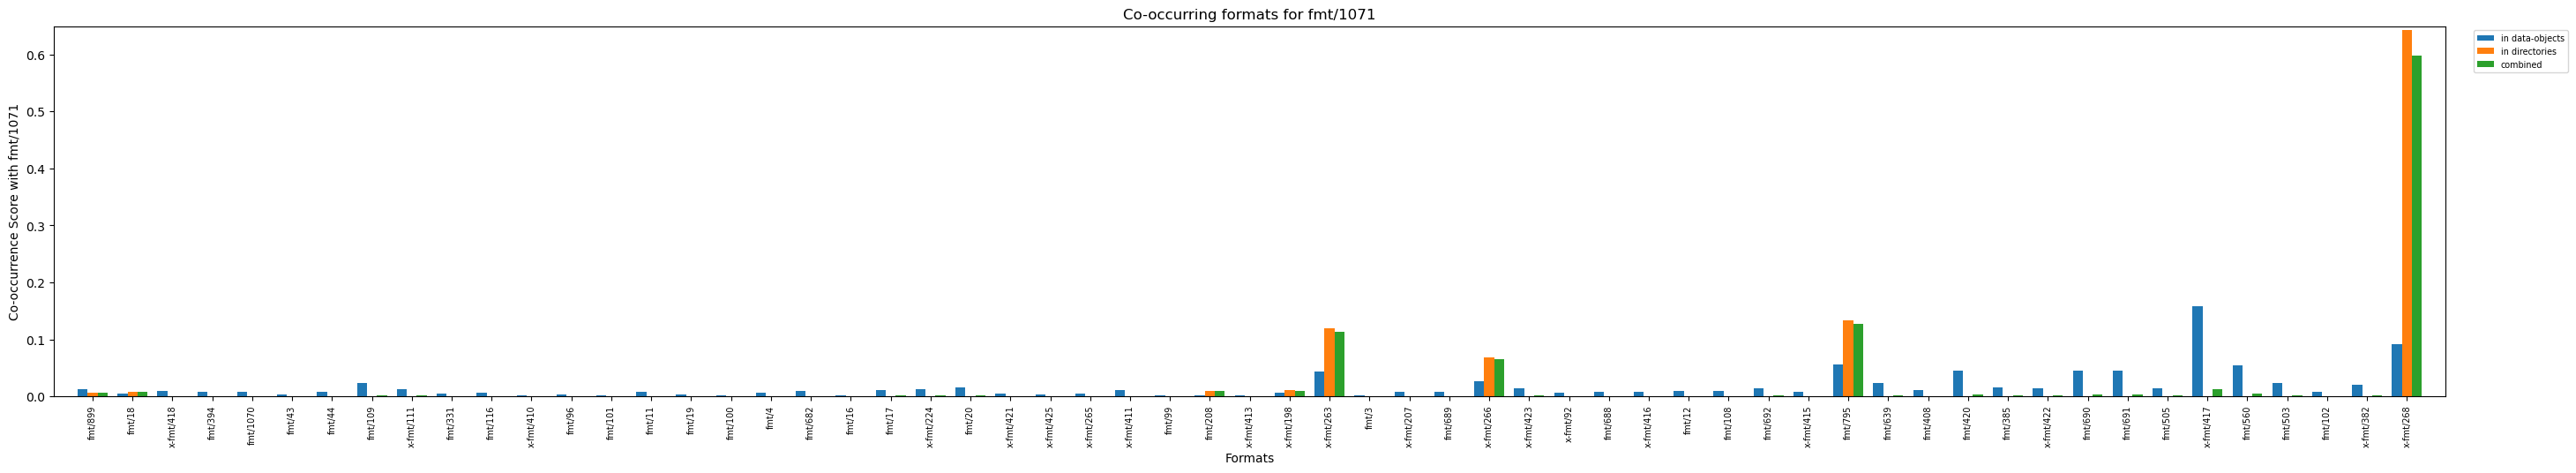 Co-occurring formats for fmt/1071
in data-objects
in directories
combined
Co-occurrence Score with fmt/1071
0.6
0.5
0.4
0.3
0.2
0.1
0.0
fmt/899
fmt/18
x-fmt/418
fmt/394
fmt/1070
fmt/43
fmt/44
fmt/109
x-fmt/111
fmt/331
fmt/116
x-fmt/410
fmt/96
fmt/101
fmt/11
fmt/19
fmt/100
fmt/4
fmt/682
fmt/16
fmt/17
x-fmt/224
fmt/20
x-fmt/421
x-fmt/425
x-fmt/265
x-fmt/411
fmt/99
fmt/208
x-fmt/413
x-fmt/198
x-fmt/263
fmt/3
x-fmt/207
fmt/689
x-fmt/266
x-fmt/423
x-fmt/92
fmt/688
x-fmt/416
fmt/12
fmt/108
fmt/692
x-fmt/415
fmt/795
fmt/639
fmt/408
fmt/420
fmt/385
x-fmt/422
fmt/690
fmt/691
fmt/505
x-fmt/417
fmt/560
fmt/503
fmt/102
x-fmt/382
x-fmt/268
Formats